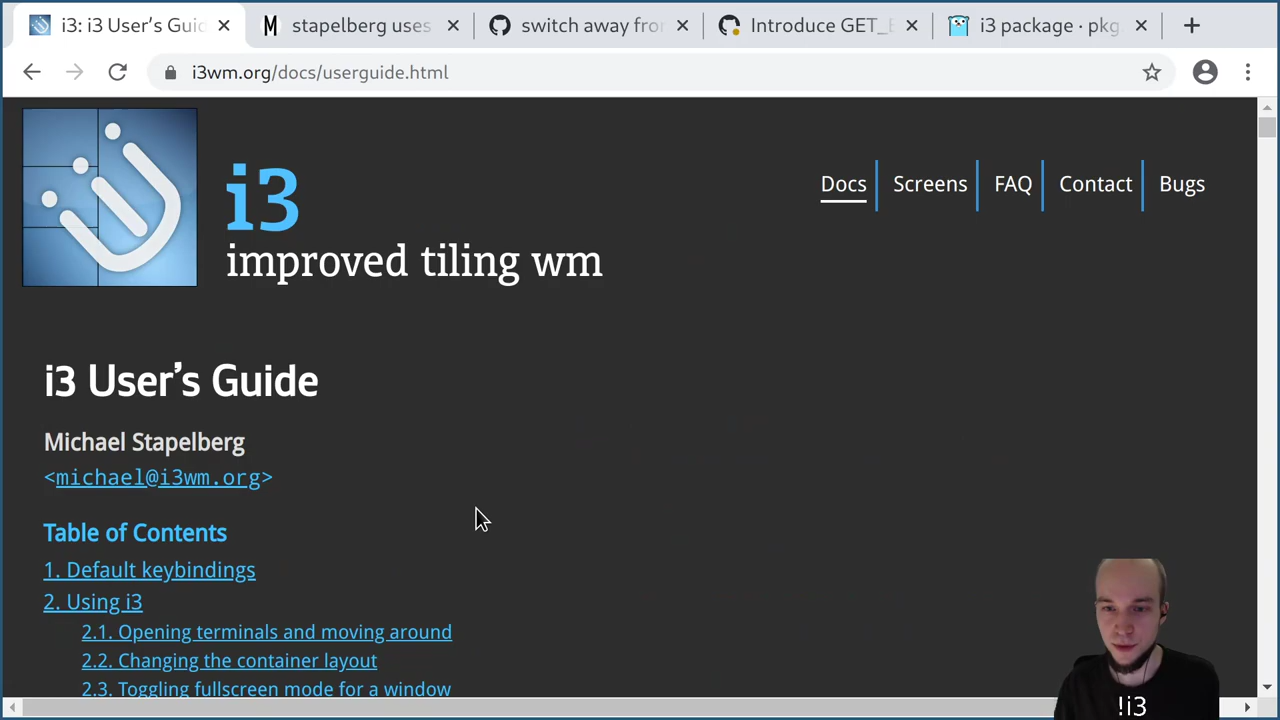 i3: i3 User’s Guid
stapelberg uses
switch away fro
Introduce GET_
i3 package · pkg.
i3wm.org/docs/userguide.html
i3
improved tiling wm
Docs
Screens
FAQ
Contact
Bugs
i3 User’s Guide
Michael Stapelberg
<michael@i3wm.org>
Table of Contents
1. Default keybindings
2. Using i3
2.1. Opening terminals and moving around
2.2. Changing the container layout
2.3. Toggling fullscreen mode for a window
!i3